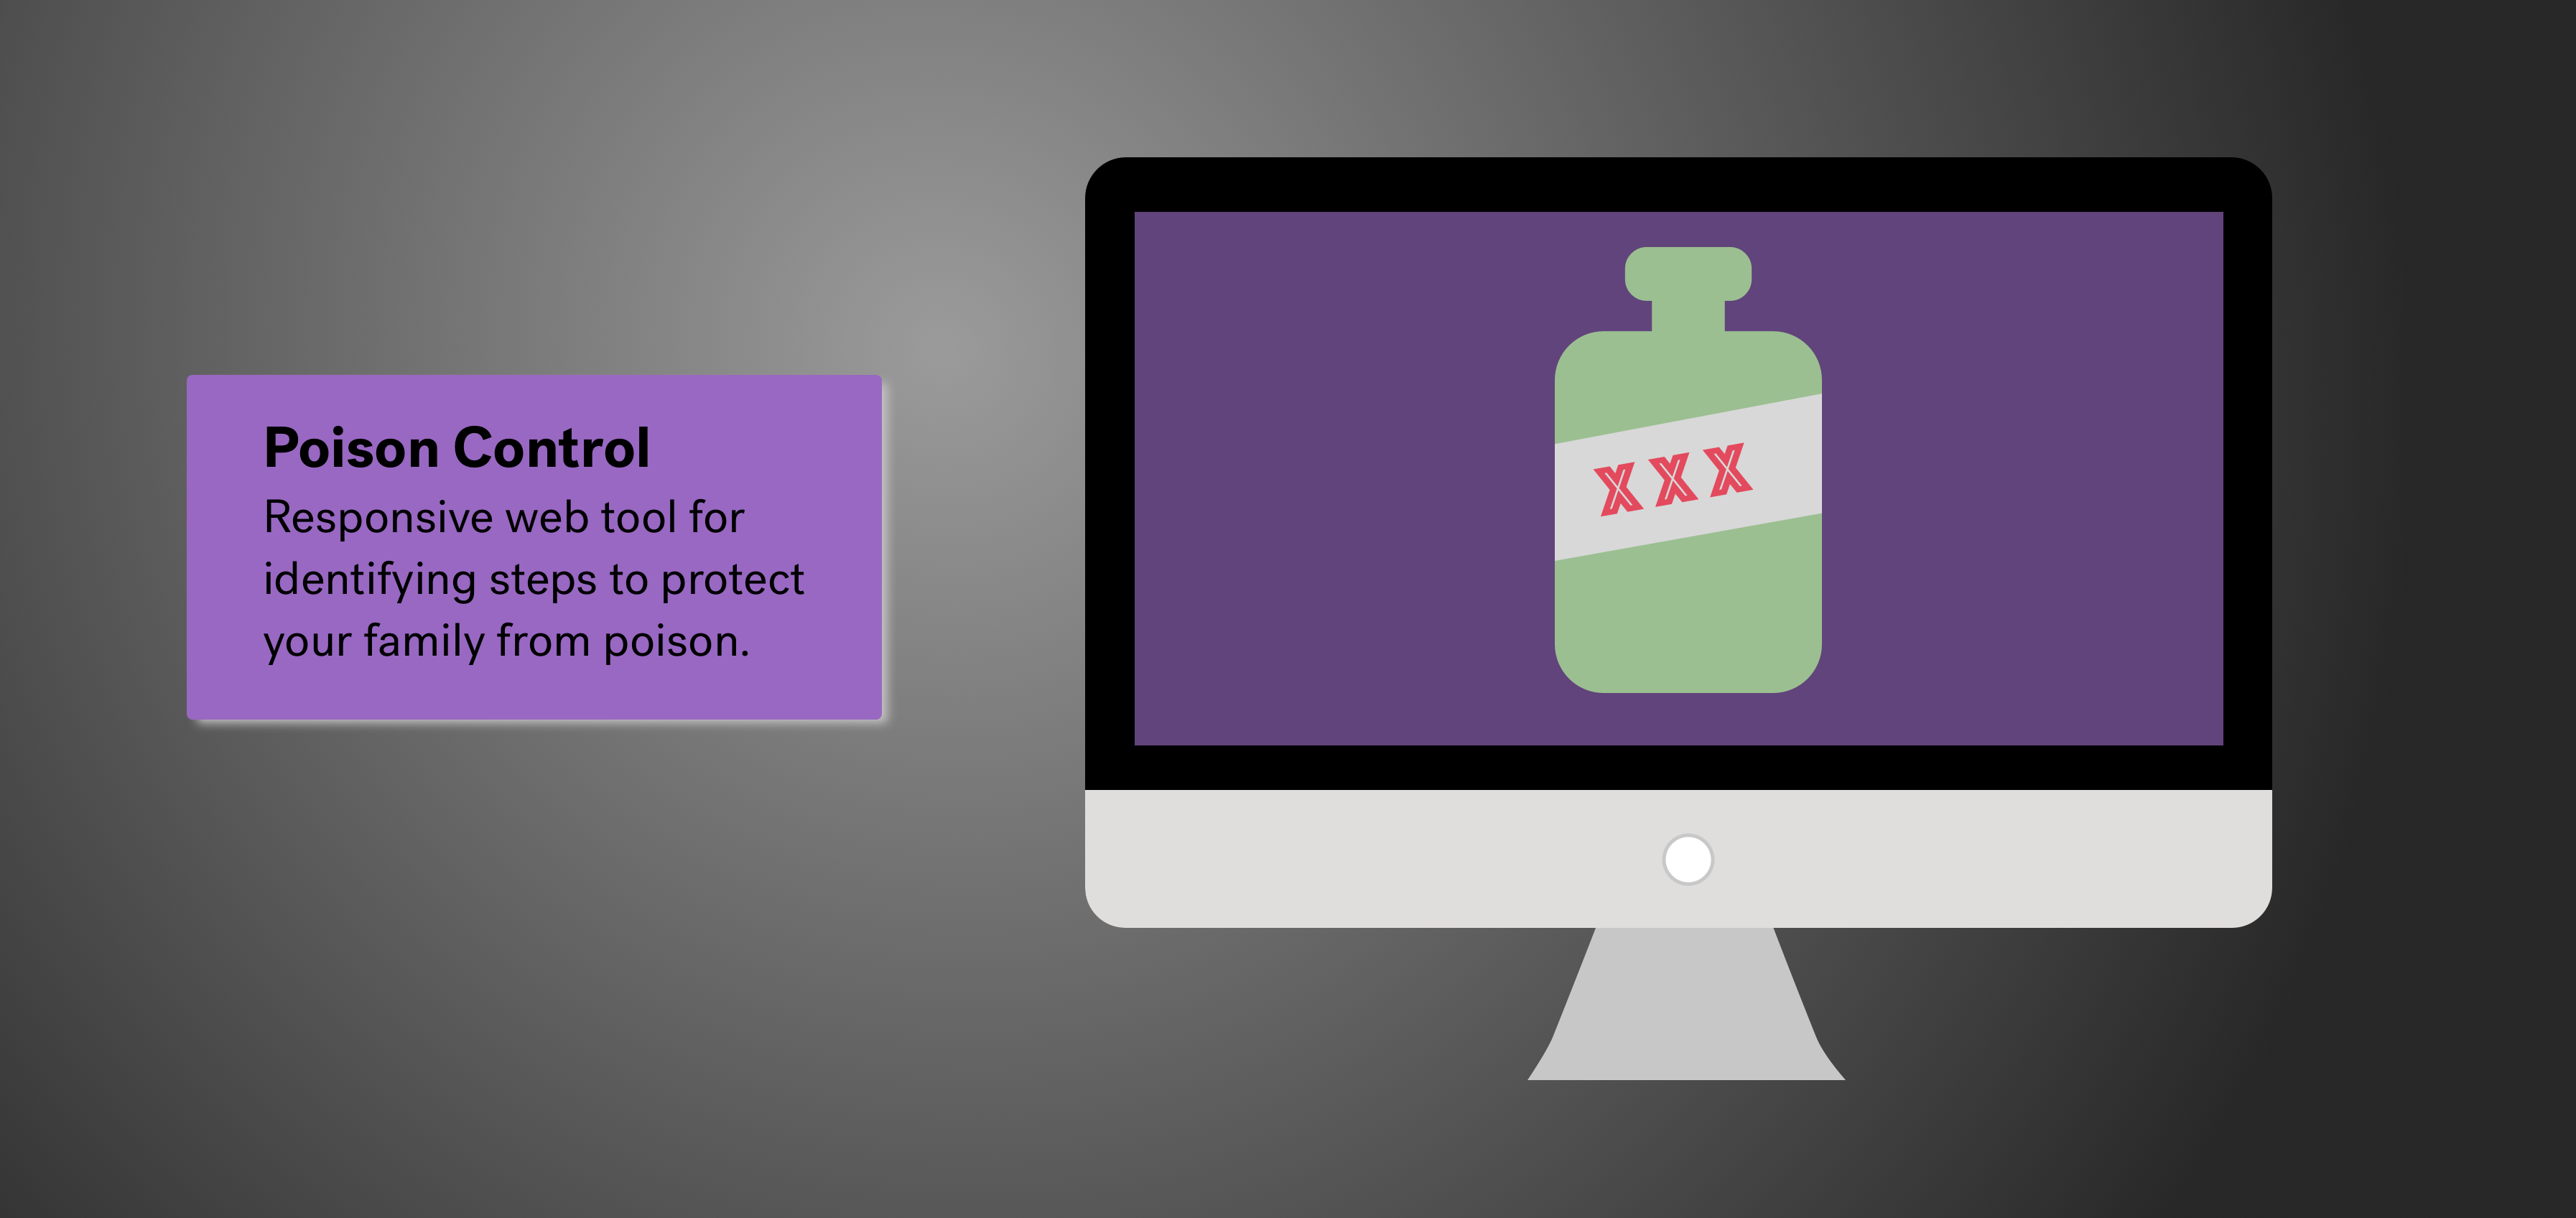 Poison Control
Responsive web tool for
identifying steps to protect
your family from poison.
XXX